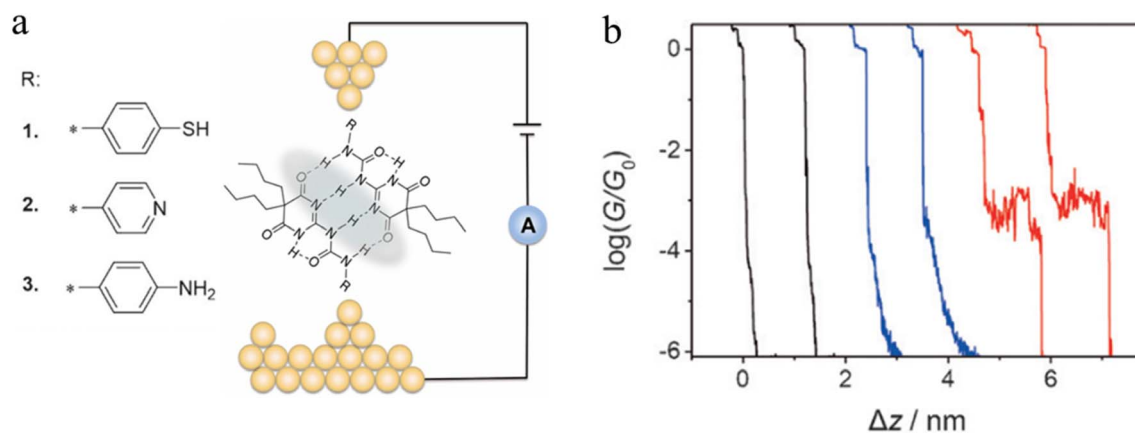 a
R:
1.
*
SH
2.
*
N
3.
*
NH₂
R
H N O H
O H N N O
N H N
N H N O
O N N H O
H O N H
R
A
b
log(G/G₀)
0
-2
-4
-6
0 2 4 6
Δz / nm